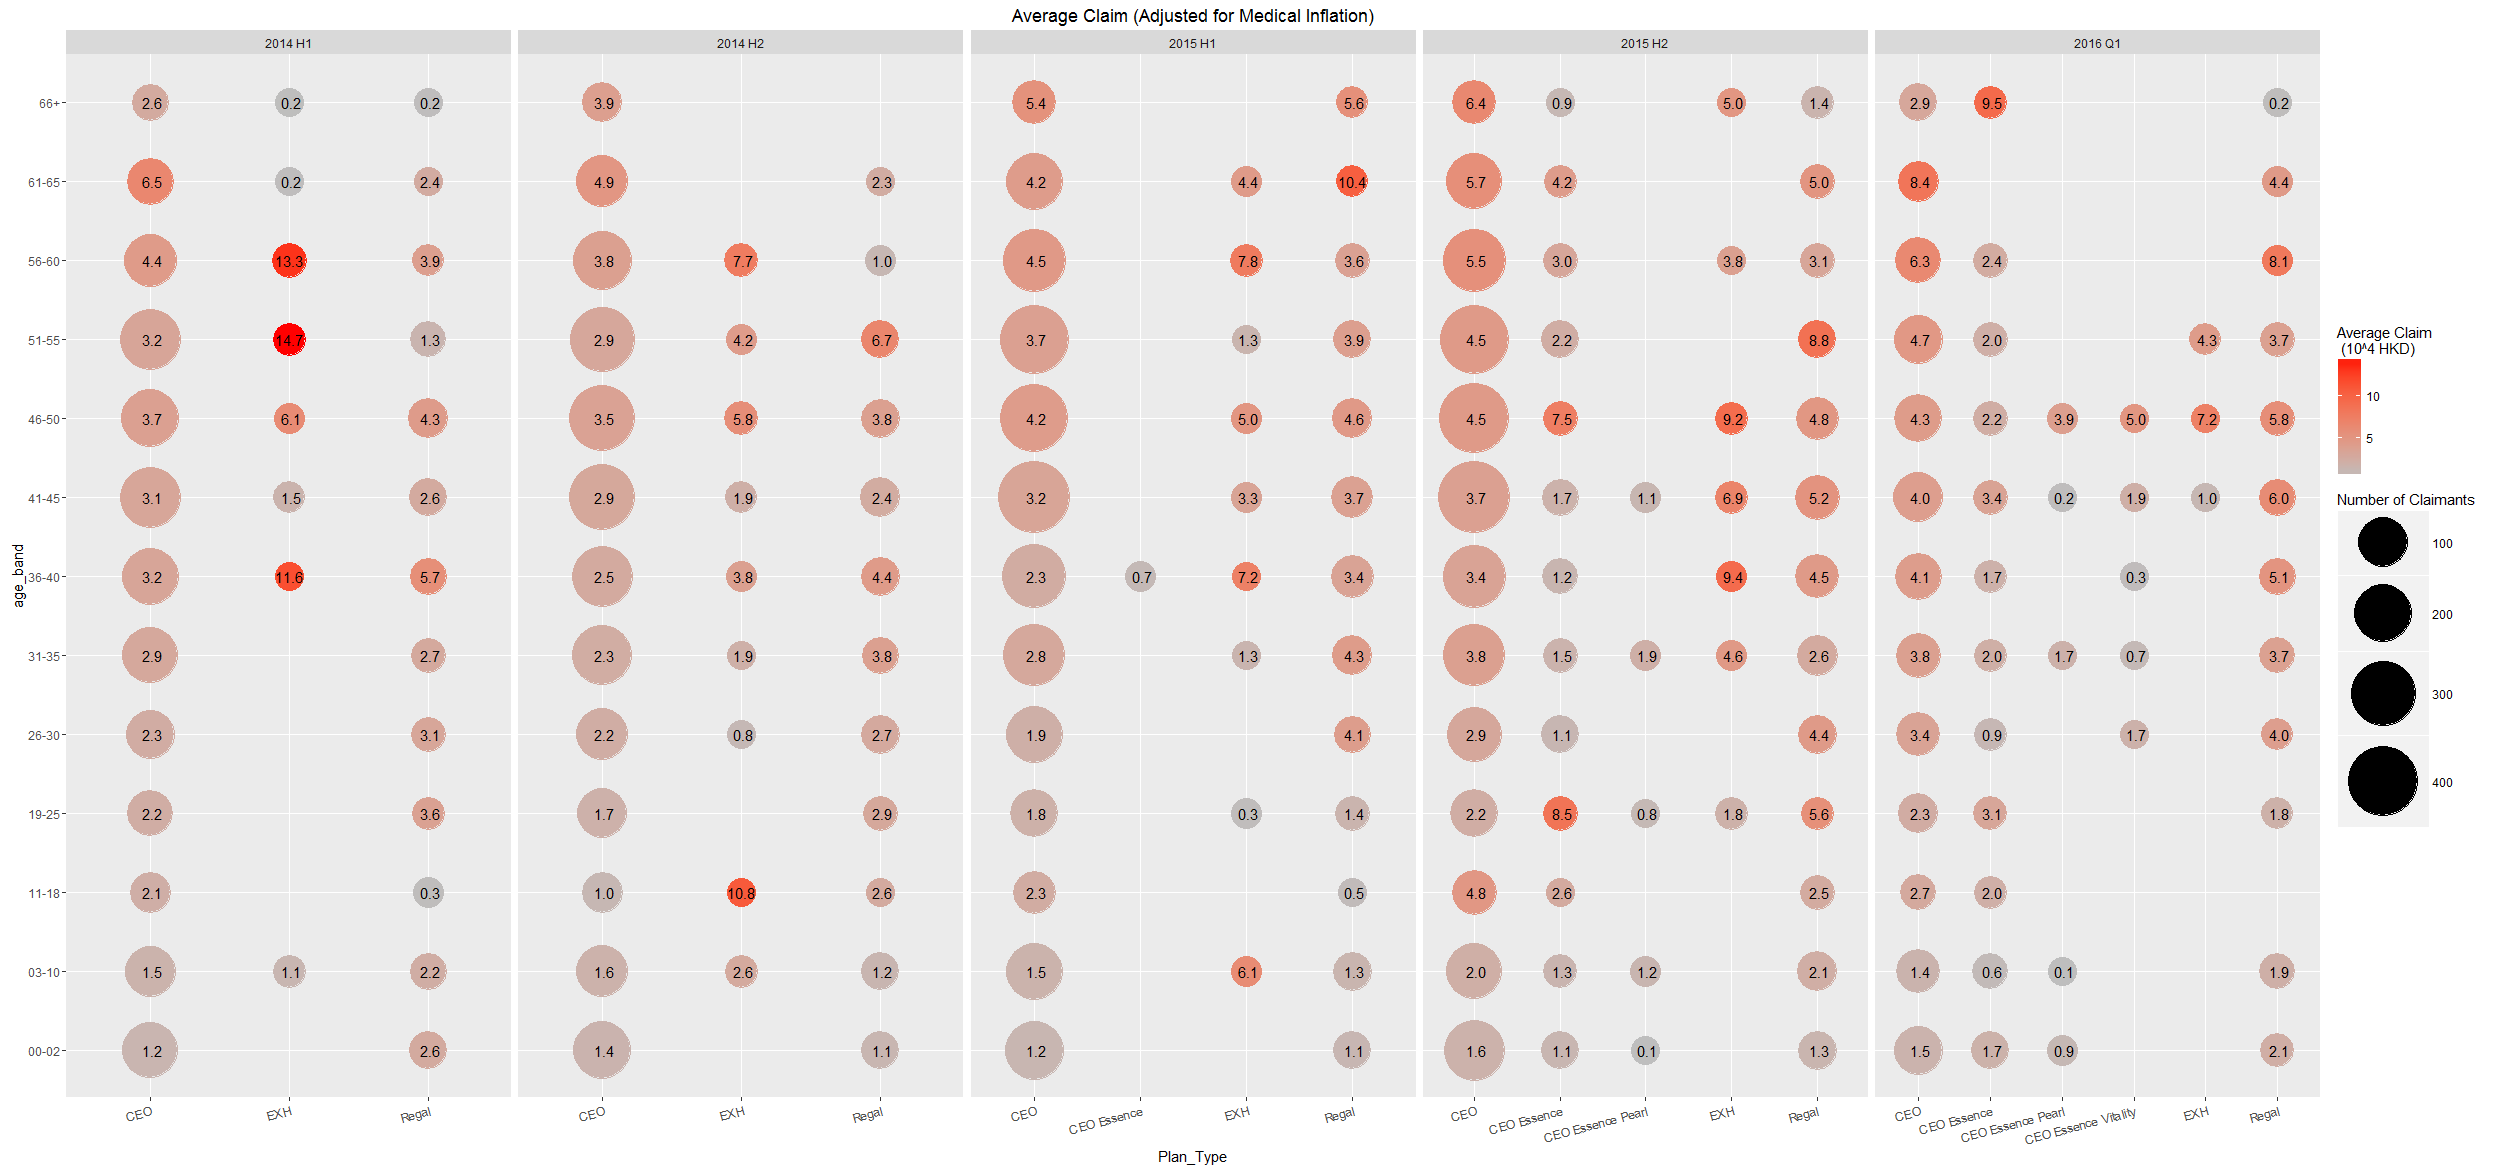 Average Claim (Adjusted for Medical Inflation)
2014 H1 2014 H2 2015 H1 2015 H2 2016 Q1
66+ 2.6 0.2 0.2 3.9 5.4 5.6 6.4 0.9 5.0 1.4 2.9 9.5 0.2
61-65 6.5 0.2 2.4 4.9 2.3 4.2 4.4 10.4 5.7 4.2 5.0 8.4 4.4
56-60 4.4 13.3 3.9 3.8 7.7 1.0 4.5 7.8 3.6 5.5 3.0 3.8 3.1 6.3 2.4 8.1
51-55 3.2 14.7 1.3 2.9 4.2 6.7 3.7 1.3 3.9 4.5 2.2 8.8 4.7 2.0 4.3 3.7
46-50 3.7 6.1 4.3 3.5 5.8 3.8 4.2 5.0 4.6 4.5 7.5 9.2 4.8 4.3 2.2 3.9 5.0 7.2 5.8
41-45 3.1 1.5 2.6 2.9 1.9 2.4 3.2 3.3 3.7 3.7 1.7 1.1 6.9 5.2 4.0 3.4 0.2 1.9 1.0 6.0
36-40 3.2 11.6 5.7 2.5 3.8 4.4 2.3 0.7 7.2 3.4 3.4 1.2 9.4 4.5 4.1 1.7 0.3 5.1
31-35 2.9 2.7 2.3 1.9 3.8 2.8 1.3 4.3 3.8 1.5 1.9 4.6 2.6 3.8 2.0 1.7 0.7 3.7
26-30 2.3 3.1 2.2 0.8 2.7 1.9 4.1 2.9 1.1 4.4 3.4 0.9 1.7 4.0
19-25 2.2 3.6 1.7 2.9 1.8 0.3 1.4 2.2 8.5 0.8 1.8 5.6 2.3 3.1 1.8
11-18 2.1 0.3 1.0 10.8 2.6 2.3 0.5 4.8 2.6 2.5 2.7 2.0
03-10 1.5 1.1 2.2 1.6 2.6 1.2 1.5 6.1 1.3 2.0 1.3 1.2 2.1 1.4 0.6 0.1 1.9
00-02 1.2 2.6 1.4 1.1 1.2 1.1 1.6 1.1 0.1 1.3 1.5 1.7 0.9 2.1
CEO EXH Regal CEO EXH Regal CEO CEO Essence EXH Regal CEO CEO Essence CEO Essence Pearl EXH Regal CEO CEO Essence CEO Essence Pearl CEO Essence Vitality EXH Regal
Plan_Type
age_band
Average Claim
(10^4 HKD)
10
5
Number of Claimants
100
200
300
400